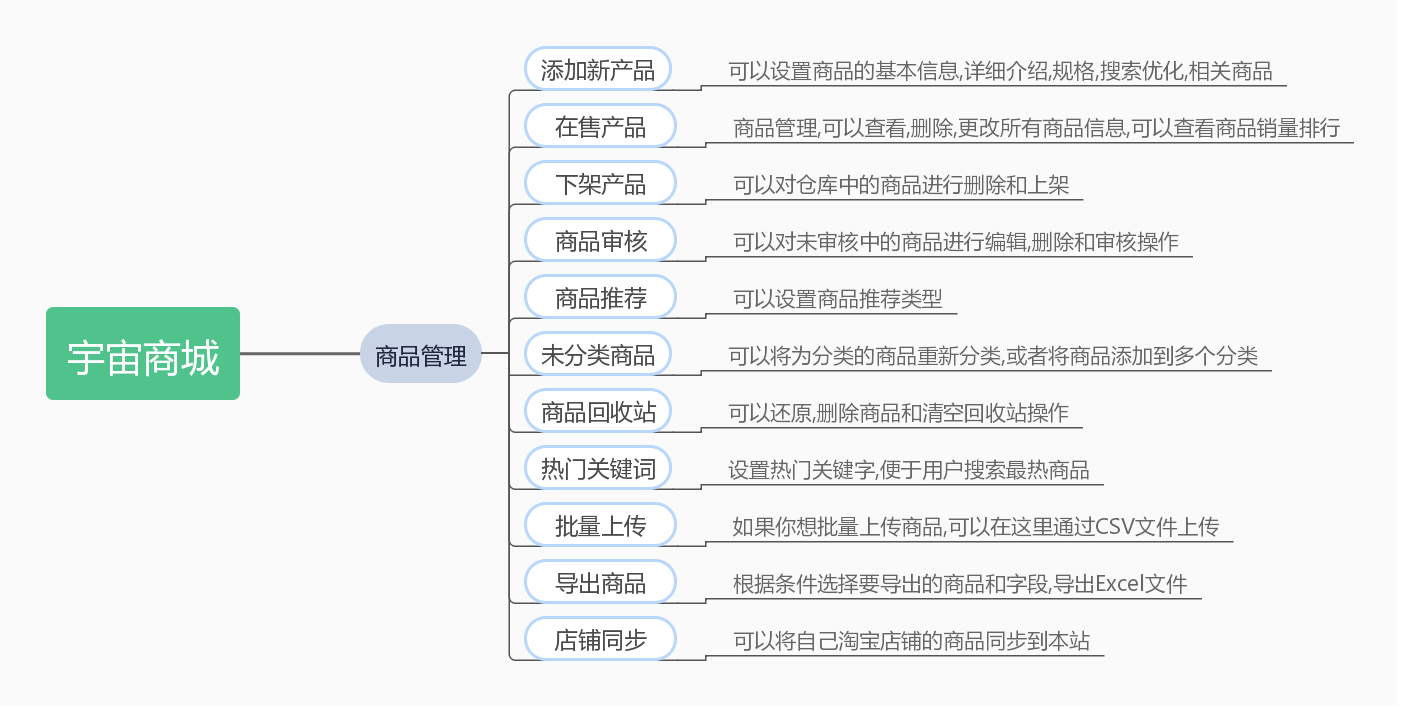 宇宙商城
商品管理
添加新产品
可以设置商品的基本信息,详细介绍,规格,搜索优化,相关商品
在售产品
商品管理,可以查看,删除,更改所有商品信息,可以查看商品销量排行
下架产品
可以对仓库中的商品进行删除和上架
商品审核
可以对未审核中的商品进行编辑,删除和审核操作
商品推荐
可以设置商品推荐类型
未分类商品
可以将为分类的商品重新分类,或者将商品添加到多个分类
商品回收站
可以还原,删除商品和清空回收站操作
热门关键词
设置热门关键字,便于用户搜索最热商品
批量上传
如果你想批量上传商品,可以在这里通过CSV文件上传
导出商品
根据条件选择要导出的商品和字段,导出Excel文件
店铺同步
可以将自己淘宝店铺的商品同步到本站